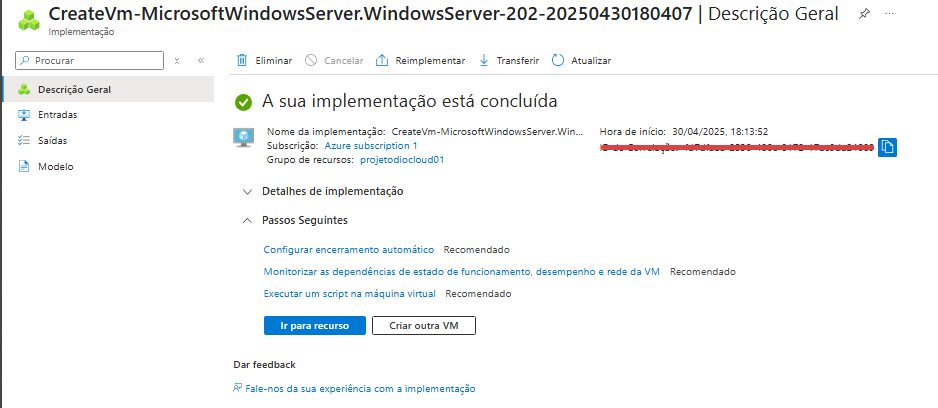 CreateVm-MicrosoftWindowsServer.WindowsServer-202-20250430180407 | Descrição Geral
Implementação
Procurar
Eliminar Cancelar Reimplementar Transferir Atualizar
Descrição Geral
Entradas
Saídas
Modelo
A sua implementação está concluída
Nome da implementação: CreateVm-MicrosoftWindowsServer.Win... Hora de início: 30/04/2025, 18:13:52
Subscrição: Azure subscription 1
Grupo de recursos: projetodiocloud01
Detalhes de implementação
Passos Seguintes
Configurar encerramento automático Recomendado
Monitorizar as dependências de estado de funcionamento, desempenho e rede da VM Recomendado
Executar um script na máquina virtual Recomendado
Ir para recurso Criar outra VM
Dar feedback
Fale-nos da sua experiência com a implementação